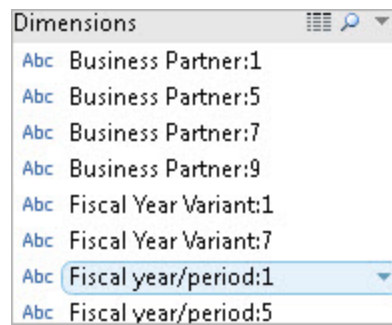 Dimensions
Abc Business Partner:1
Abc Business Partner:5
Abc Business Partner:7
Abc Business Partner:9
Abc Fiscal Year Variant:1
Abc Fiscal Year Variant:7
Abc Fiscal year/period:1
Abc Fiscal year/period:5